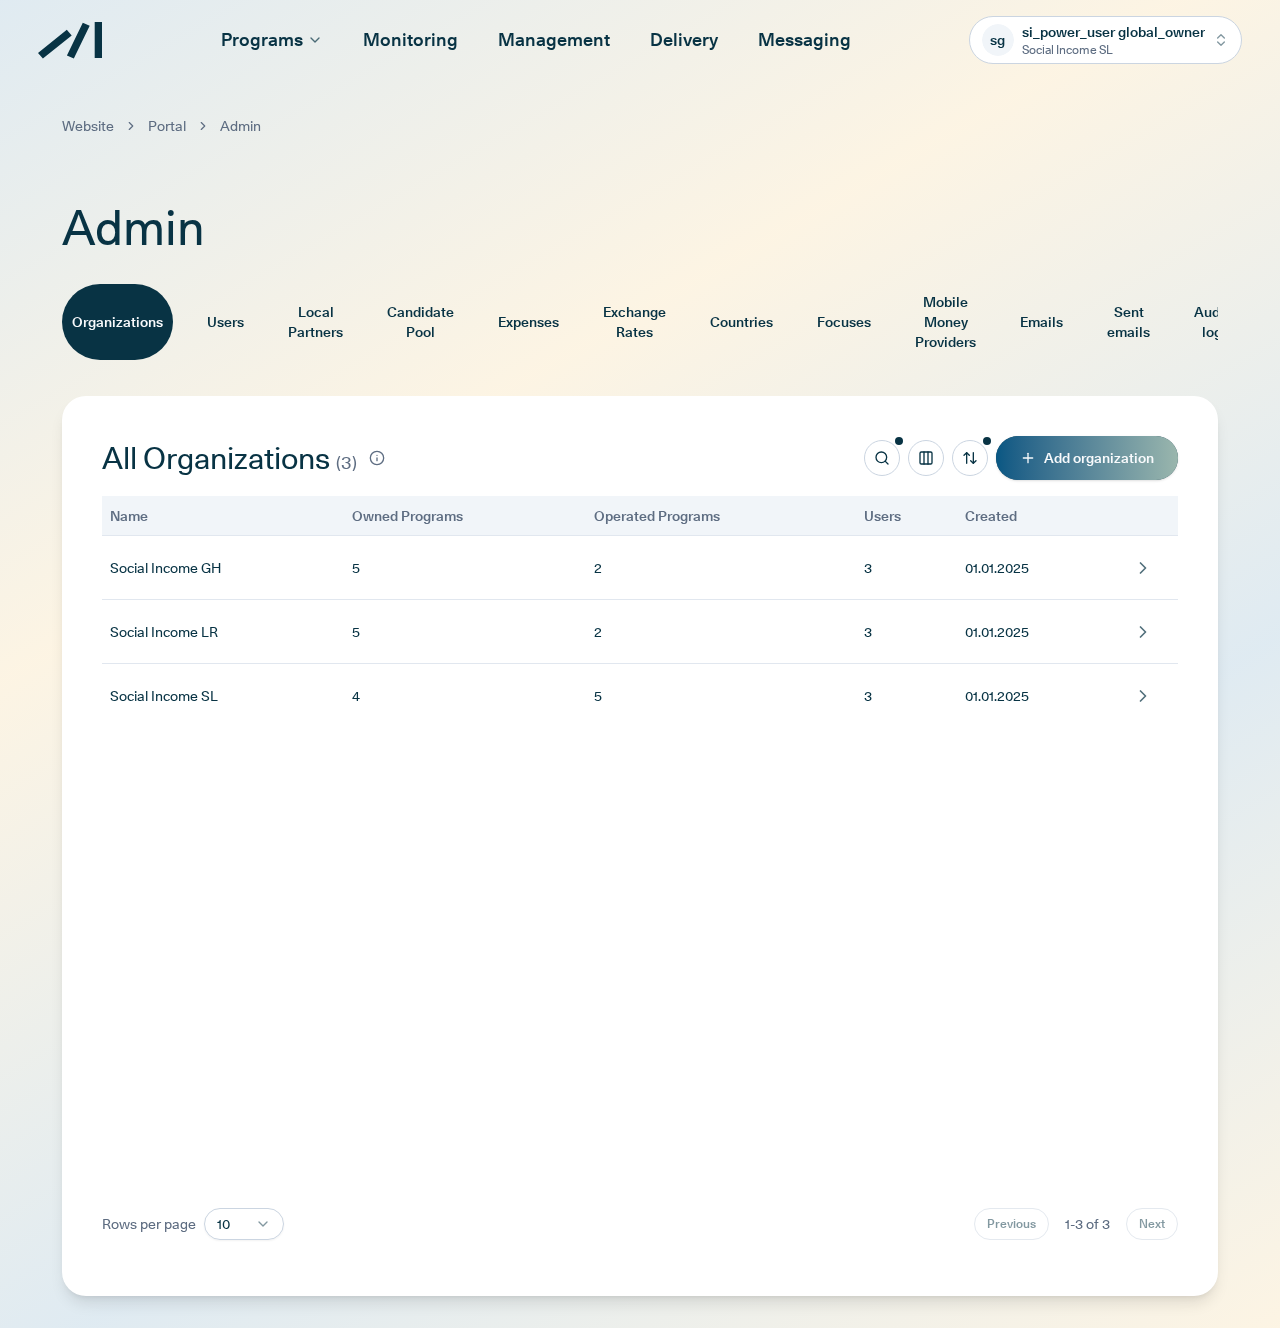 Programs
Monitoring
Management
Delivery
Messaging
sg
si_power_user global_owner
Social Income SL
Website
Portal
Admin
Admin
Organizations
Users
Local
Partners
Candidate
Pool
Expenses
Exchange
Rates
Countries
Focuses
Mobile
Money
Providers
Emails
Sent
emails
All Organizations (3)
Add organization
Name
Owned Programs
Operated Programs
Users
Created
Social Income GH
5
2
3
01.01.2025
Social Income LR
5
2
3
01.01.2025
Social Income SL
4
5
3
01.01.2025
Rows per page
10
Previous
1-3 of 3
Next